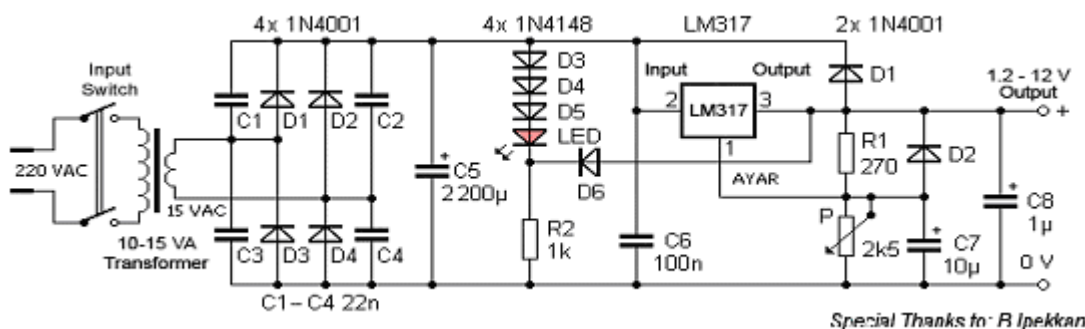 4x 1N4001
4x 1N4148
LM317
2x 1N4001
Input
Switch
220 VAC
15 VAC
10-15 VA
Transformer
C1
D1
D2
C2
C3
D3
D4
C4
C1 – C4 22n
C5
2200µ
D3
D4
D5
LED
D6
R2
1k
C6
100n
Input
Output
2
LM317
3
1
AYAR
D1
R1
270
D2
P
2k5
C7
10µ
C8
1µ
1.2 - 12 V
Output
+
+
+
+
0 V
Special Thanks to: B.Ipekkan